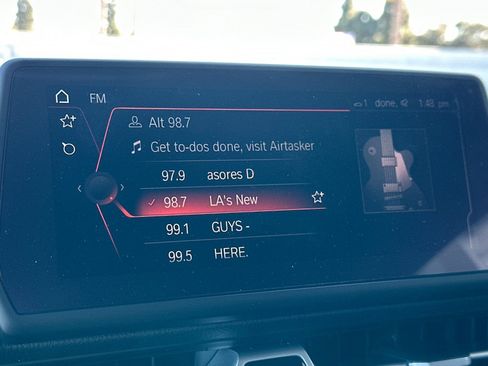 FM
1 done, 1:48 pm
Alt 98.7
Get to-dos done, visit Airtasker
97.9 asores D
98.7 LA's New
99.1 GUYS -
99.5 HERE.